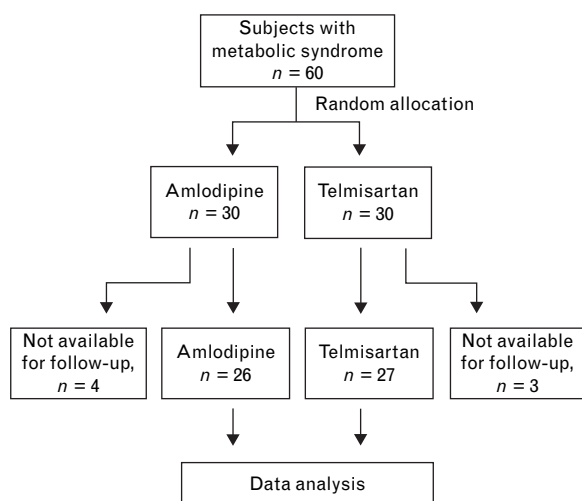 Subjects with
metabolic syndrome
n = 60
Random allocation
Amlodipine
n = 30
Telmisartan
n = 30
Not available
for follow-up,
n = 4
Amlodipine
n = 26
Telmisartan
n = 27
Not available
for follow-up,
n = 3
Data analysis